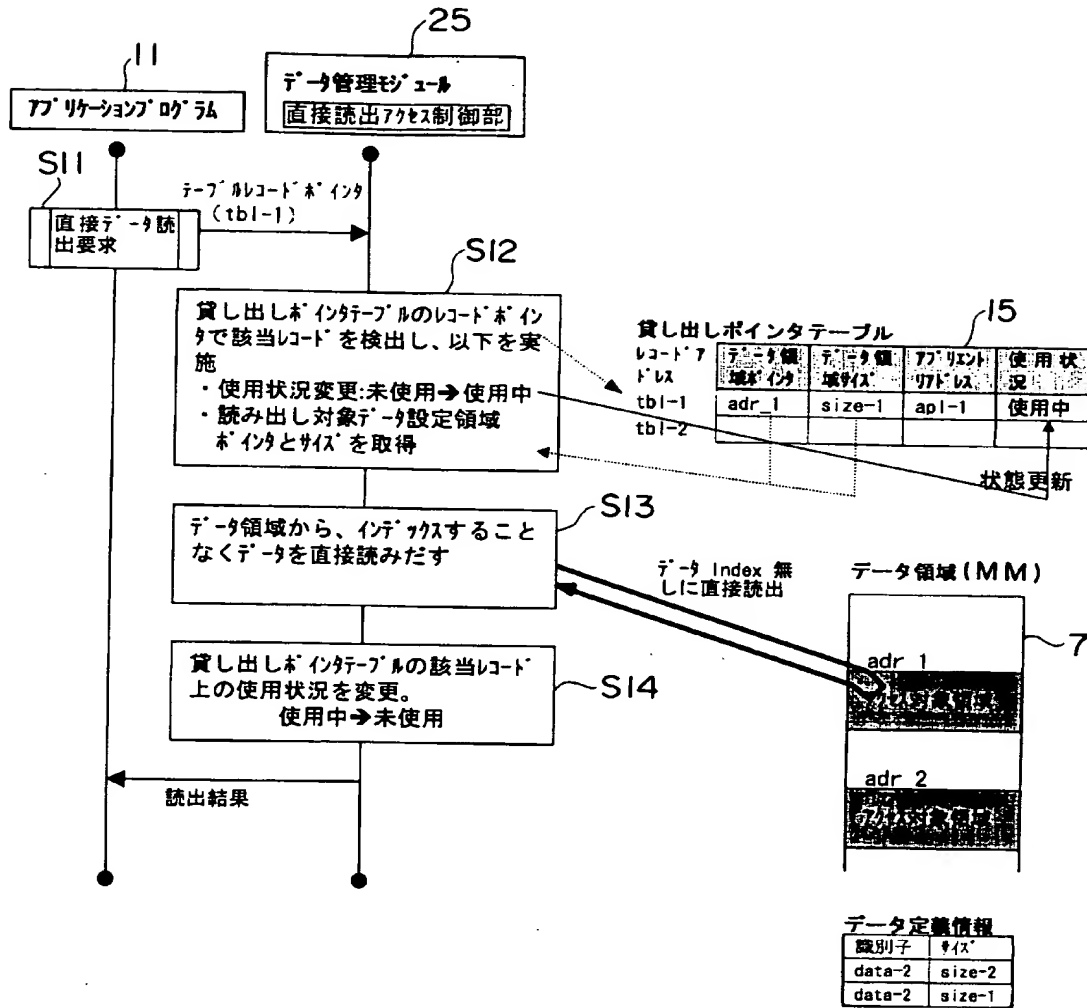 11
アプリケーションプログラム
25
データ管理モジュール
直接読出アクセス制御部
S11
直接データ読
出要求
テーブルレコードポインタ
(tbl-1)
S12
貸し出しポインタテーブルのレコードポイン
タで該当レコードを検出し、以下を実
施
・使用状況変更:未使用➔使用中
・読み出し対象データ設定領域
ポインタとサイズを取得
貸し出しポインタテーブル
15
レコードア
ドレス
データ領
域ポインタ
データ領
域サイズ
アプリエント
リアドレス
使用状
況
tbl-1
adr_1
size-1
apl-1
使用中
tbl-2
状態更新
S13
データ領域から、インデックスすること
なくデータを直接読みだす
データ Index 無
しに直接読出
データ領域(MM)
7
adr 1
アクセス対象領域
adr 2
アクセス対象領域
S14
貸し出しポインタテーブルの該当レコード
上の使用状況を変更。
使用中➔未使用
読出結果
データ定義情報
識別子
サイズ
data-2
size-2
data-2
size-1